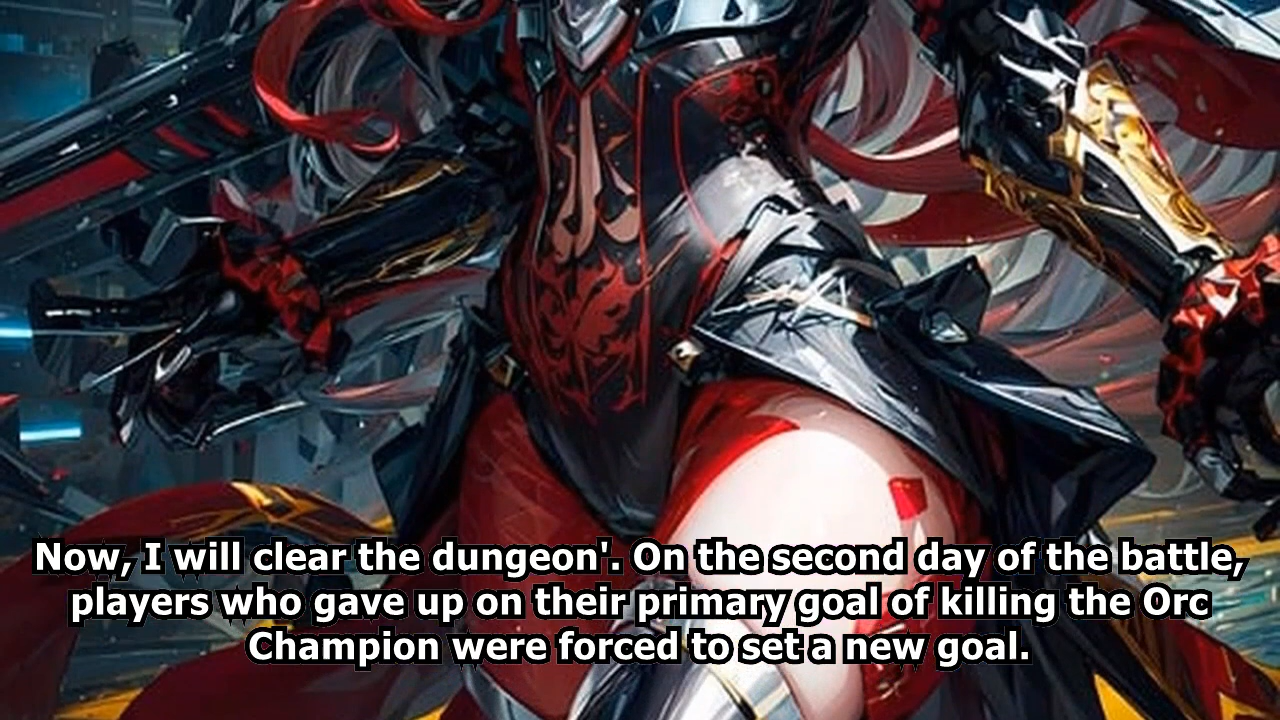 Now, I will clear the dungeon'. On the second day of the battle,
players who gave up on their primary goal of killing the Orc
Champion were forced to set a new goal.